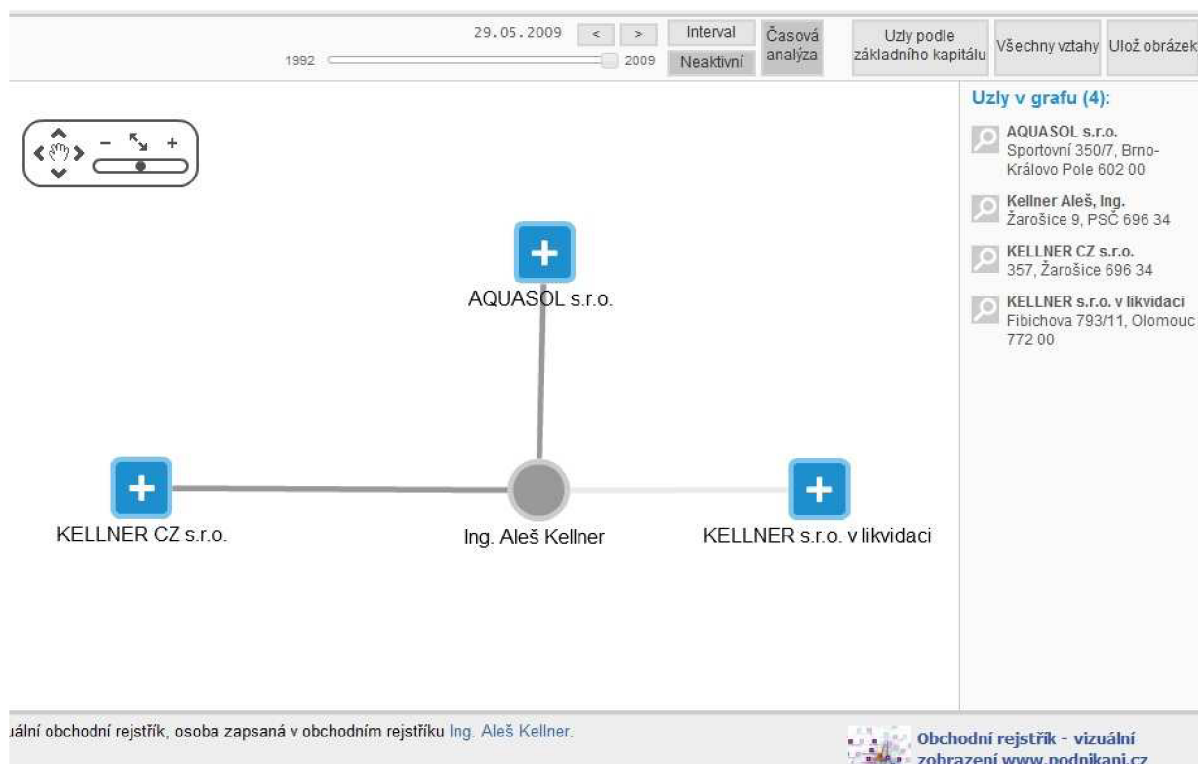 29.05.2009 < > Interval Časová analýza Uzly podle základního kapitálu Všechny vztahy Ulož obrázek
1992 2009 Neaktivní
Uzly v grafu (4):
AQUASOL s.r.o.
Sportovní 350/7, Brno-
Královo Pole 602 00
Kellner Aleš, Ing.
Žarošice 9, PSČ 696 34
KELLNER CZ s.r.o.
357, Žarošice 696 34
KELLNER s.r.o. v likvidaci
Fibichova 793/11, Olomouc
772 00
AQUASOL s.r.o.
KELLNER CZ s.r.o.
Ing. Aleš Kellner
KELLNER s.r.o. v likvidaci
uální obchodní rejstřík, osoba zapsaná v obchodním rejstříku Ing. Aleš Kellner.
Obchodní rejstřík - vizuální
zobrazení www.podnikani.cz